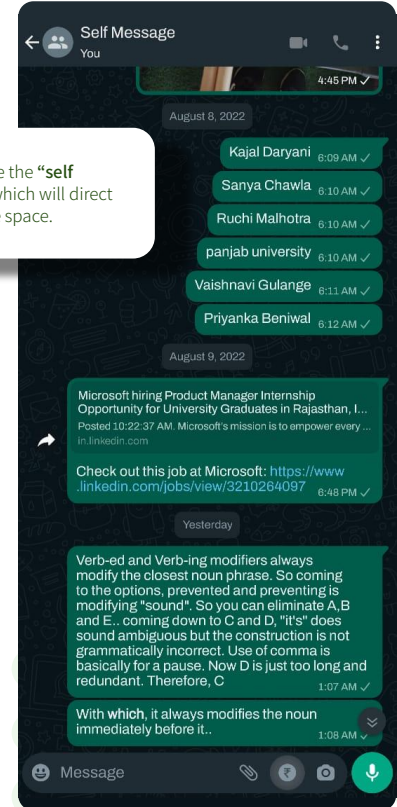 Self Message
You
4:45 PM
August 8, 2022
Kajal Daryani 6:09 AM
Sanya Chawla 6:10 AM
e the “self
which will direct
space.
Ruchi Malhotra 6:10 AM
panjab university 6:10 AM
Vaishnavi Gulange 6:11 AM
Priyanka Beniwal 6:12 AM
August 9, 2022
Microsoft hiring Product Manager Internship
Opportunity for University Graduates in Rajasthan, I...
Posted 10:22:37 AM. Microsoft's mission is to empower every ...
in.linkedin.com
Check out this job at Microsoft: https://www
.linkedin.com/jobs/view/3210264097 6:48 PM
Yesterday
Verb-ed and Verb-ing modifiers always
modify the closest noun phrase. So coming
to the options, prevented and preventing is
modifying "sound". So you can eliminate A,B
and E.. coming down to C and D, "it's" does
sound ambiguous but the construction is not
grammatically incorrect. Use of comma is
basically for a pause. Now D is just too long and
redundant. Therefore, C 1:07 AM
With which, it always modifies the noun
immediately before it.. 1:08 AM
Message
₹